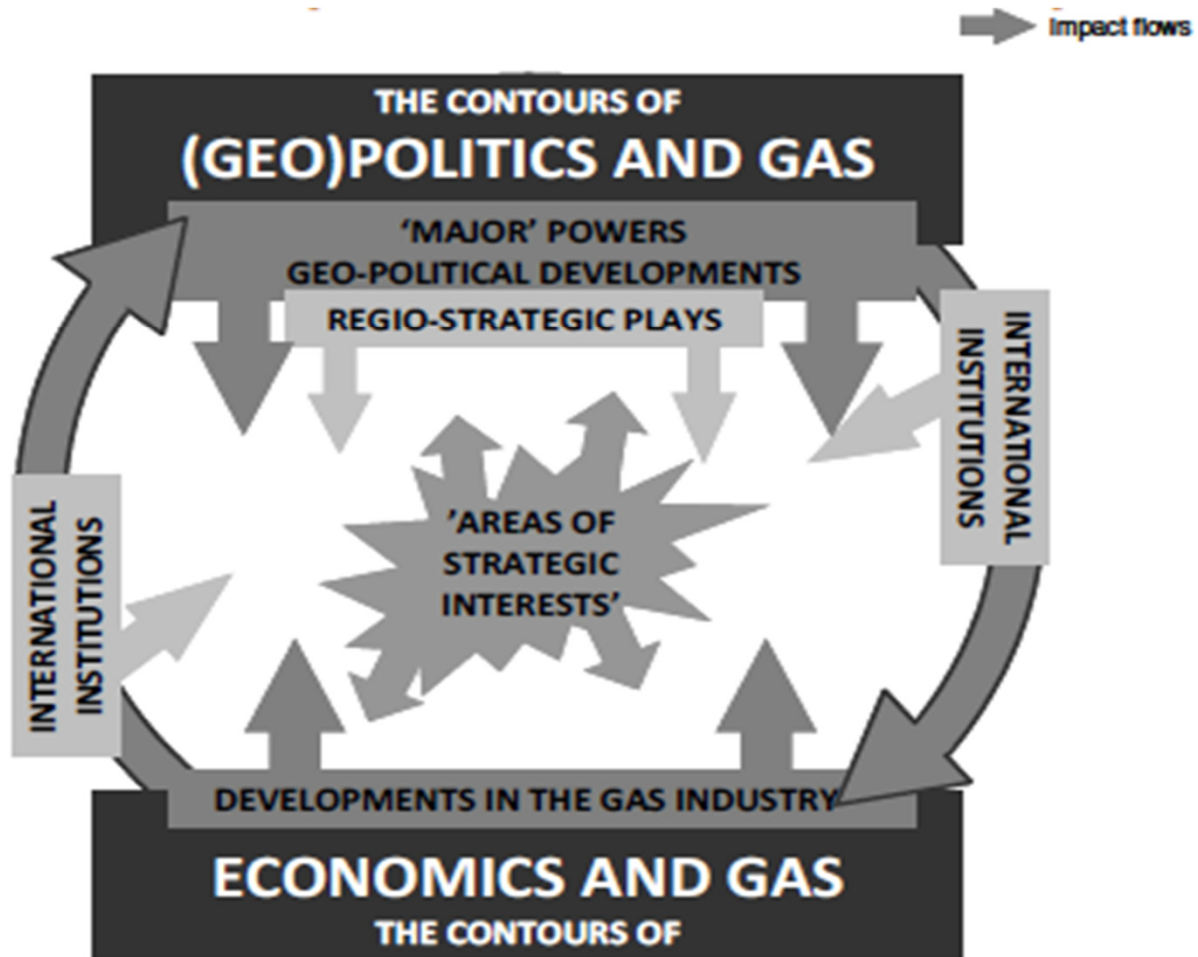 Impact flows
THE CONTOURS OF
(GEO)POLITICS AND GAS
‘MAJOR’ POWERS
GEO-POLITICAL DEVELOPMENTS
REGIO-STRATEGIC PLAYS
INTERNATIONAL
INSTITUTIONS
’AREAS OF
STRATEGIC
INTERESTS’
INTERNATIONAL
INSTITUTIONS
DEVELOPMENTS IN THE GAS INDUSTRY
ECONOMICS AND GAS
THE CONTOURS OF